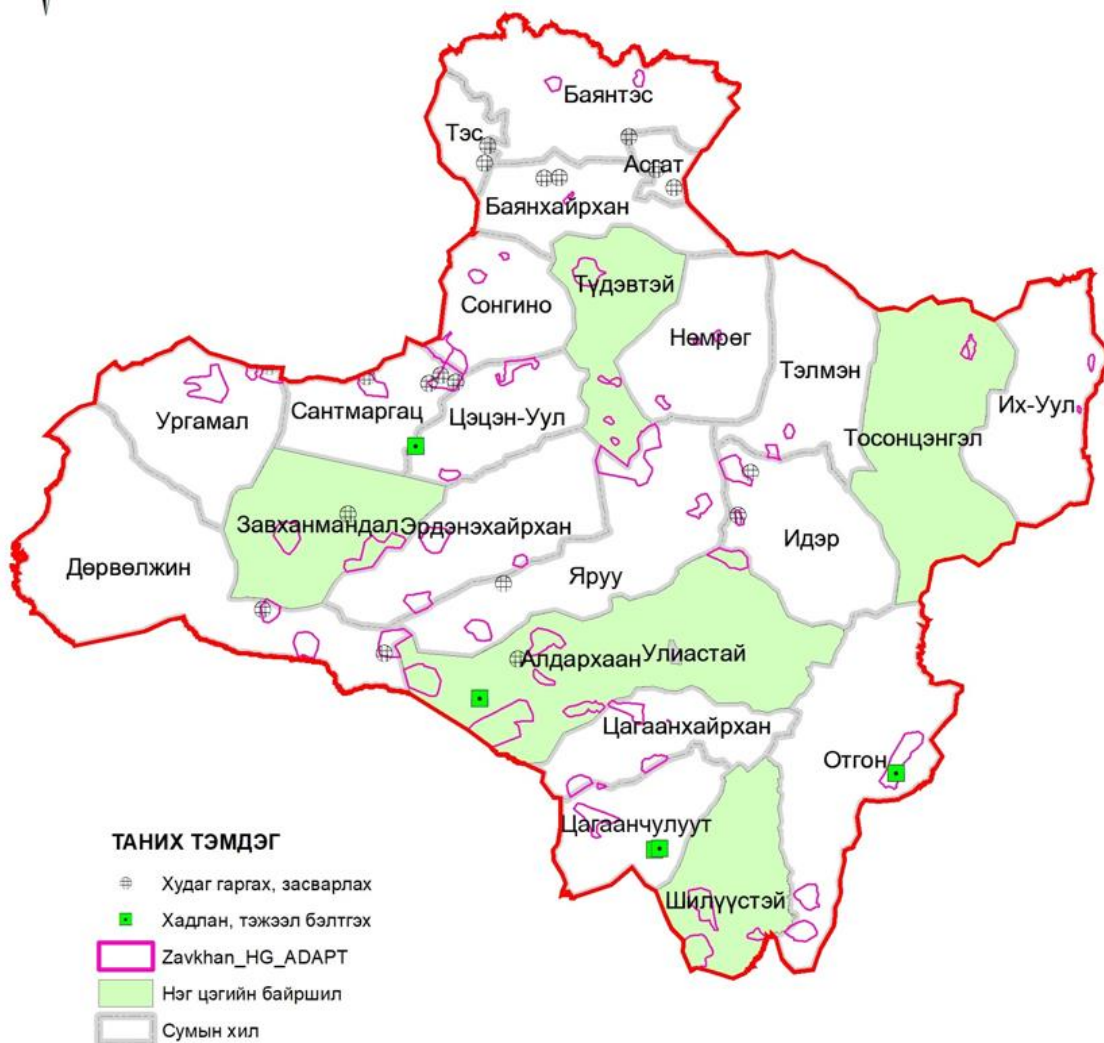 Баянтэс
Тэс
Асгат
Баянхайрхан
Түдэвтэй
Сонгино
Нөмрөг
Тэлмэн
Их-Уул
Ургамал
Сантмаргац
Цэцэн-Уул
Тосонцэнгэл
Завханмандал
Эрдэнэхайрхан
Идэр
Дөрвөлжин
Яруу
Алдархаан
Улиастай
Цагаанхайрхан
Отгон
Цагаанчулуут
Шилүүстэй
ТАНИХ ТЭМДЭГ
Худаг гаргах, засварлах
Хадлан, тэжээл бэлтгэх
Zavkhan_HG_ADAPT
Нэг цэгийн байршил
Сумын хил